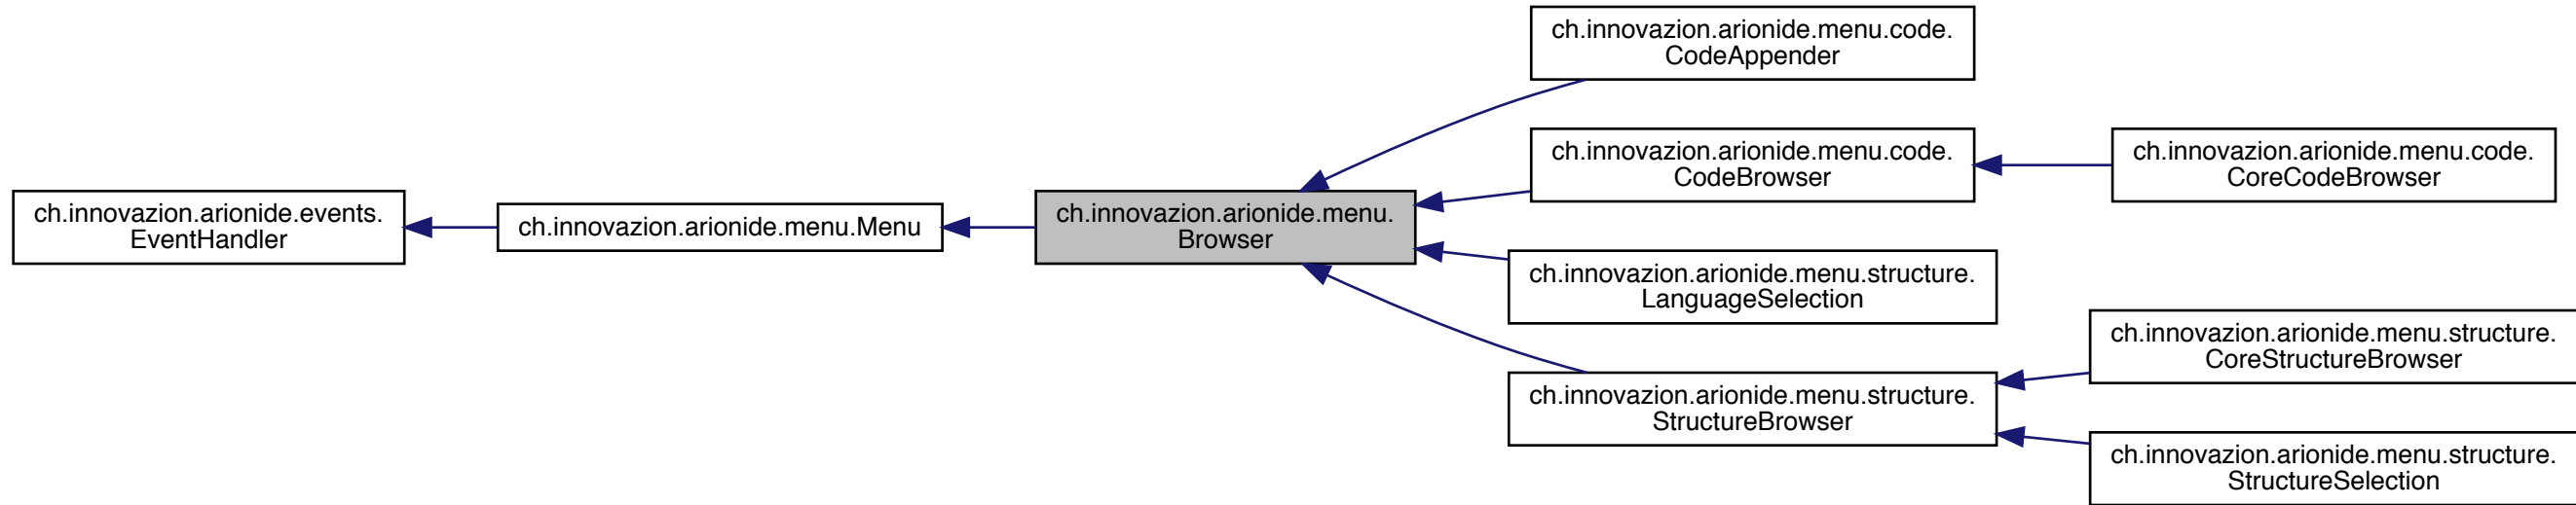 ch.innovazion.arionide.events.
EventHandler
ch.innovazion.arionide.menu.Menu
ch.innovazion.arionide.menu.
Browser
ch.innovazion.arionide.menu.code.
CodeAppender
ch.innovazion.arionide.menu.code.
CodeBrowser
ch.innovazion.arionide.menu.structure.
LanguageSelection
ch.innovazion.arionide.menu.structure.
StructureBrowser
ch.innovazion.arionide.menu.code.
CoreCodeBrowser
ch.innovazion.arionide.menu.structure.
CoreStructureBrowser
ch.innovazion.arionide.menu.structure.
StructureSelection